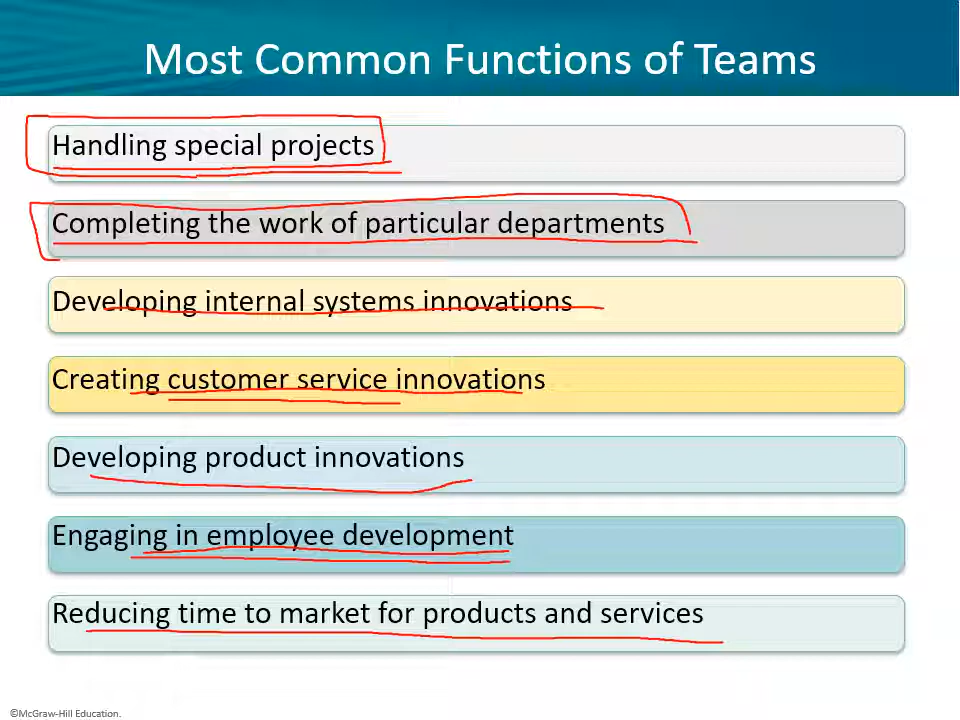 Most Common Functions of Teams
Handling special projects
Completing the work of particular departments
Developing internal systems innovations
Creating customer service innovations
Developing product innovations
Engaging in employee development
Reducing time to market for products and services
©McGraw-Hill Education.